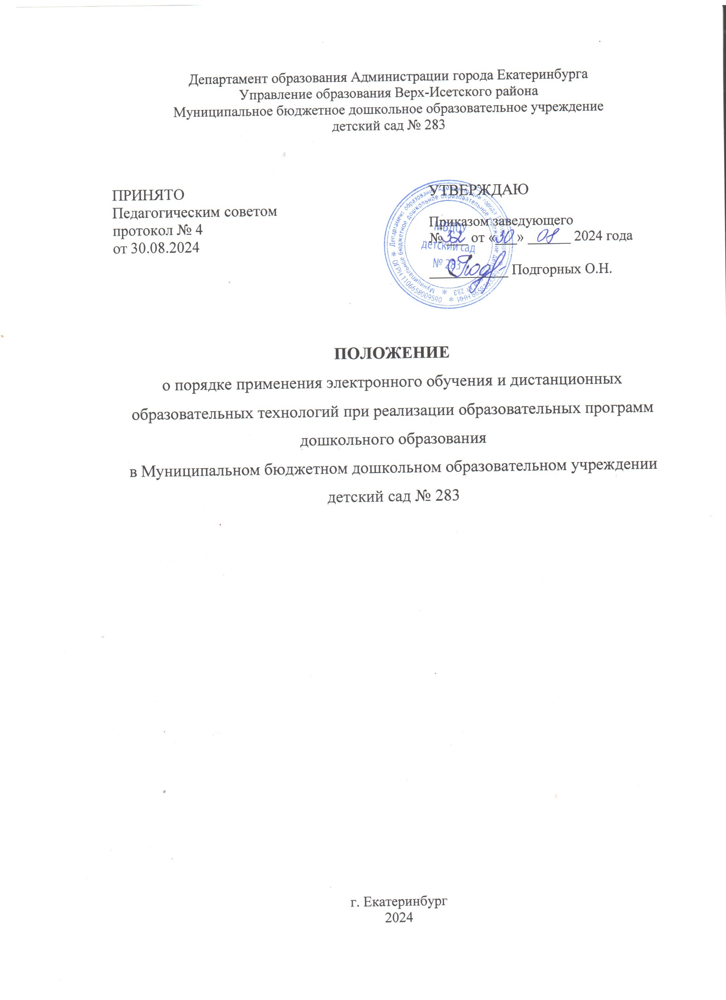 Департамент образования Администрации города Екатеринбурга
Управление образования Верх-Исетского района
Муниципальное бюджетное дошкольное образовательное учреждение
детский сад № 283
ПРИНЯТО
Педагогическим советом
протокол № 4
от 30.08.2024
УТВЕРЖДАЮ
Приказом заведующего
№ 32 от «30» 08 2024 года
Подгорных О.Н.
МБДОУ
детский сад
№ 283
Департамент образования Администрации города
ОГРН 1106658009590
ИНН
Муниципальное бюджетное дошкольное образовательное учреждение
№ 283
ПОЛОЖЕНИЕ
о порядке применения электронного обучения и дистанционных
образовательных технологий при реализации образовательных программ
дошкольного образования
в Муниципальном бюджетном дошкольном образовательном учреждении
детский сад № 283
г. Екатеринбург
2024